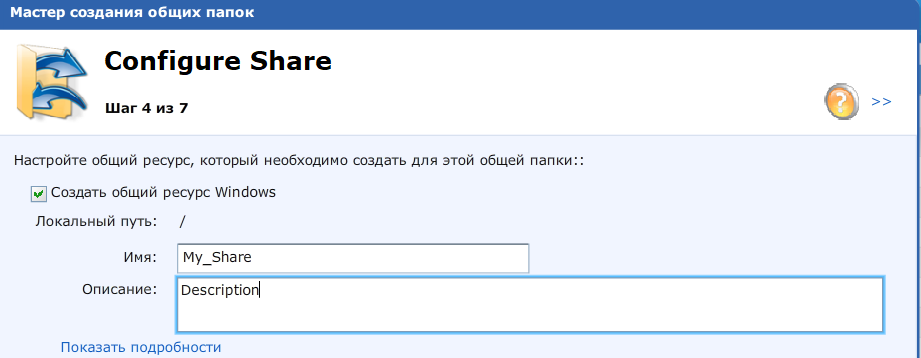 Мастер создания общих папок
Configure Share
Шаг 4 из 7
? >>
Настройте общий ресурс, который необходимо создать для этой общей папки::
Создать общий ресурс Windows
Локальный путь: /
Имя: My_Share
Описание: Description
Показать подробности